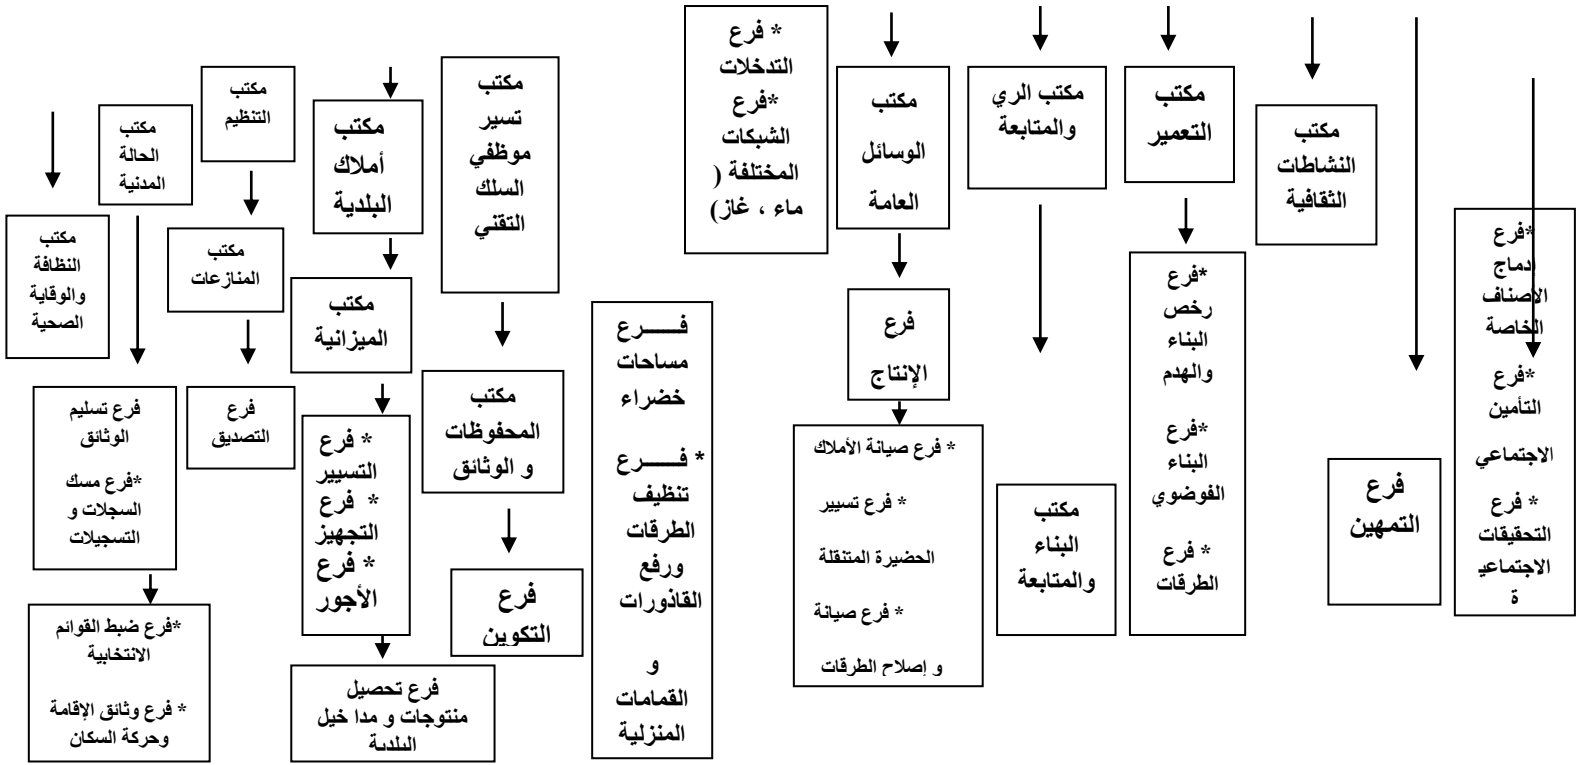 *فرع
ادماج
الاصناف
الخاصة
*فرع
التأمين
الاجتماعي
* فرع
التحقيقات
الاجتماعي
ة
فرع
التمهين
مكتب
النشاطات
الثقافية
مكتب
التعمير
*فرع
رخص
البناء
والهدم
*فرع
البناء
الفوضوي
* فرع
الطرقات
مكتب الري
والمتابعة
مكتب
البناء
والمتابعة
مكتب
الوسائل
العامة
فرع
الإنتاج
* فرع صيانة الأملاك
* فرع تسيير
الحضيرة المتنقلة
* فرع صيانة
و إصلاح الطرقات
* فرع
التدخلات
*فرع
الشبكات
المختلفة (
ماء ، غاز)
فــــرع
مساحات
خضراء
* فــــرع
تنظيف
الطرقات
ورفع
القاذورات
و
القمامات
المنزلية
مكتب
تسير
موظفي
السلك
التقني
مكتب
المحفوظات
و الوثائق
فرع
التكوين
مكتب
أملاك
البلدية
مكتب
الميزانية
* فرع
التسيير
* فرع
التجهيز
* فرع
الأجور
فرع تحصيل
منتوجات و مدا خيل
البلدية
مكتب
التنظيم
مكتب
المنازعات
فرع
التصديق
مكتب
الحالة
المدنية
فرع تسليم
الوثائق
*فرع مسك
السجلات و
التسجيلات
*فرع ضبط القوائم
الانتخابية
* فرع وثائق الإقامة
وحركة السكان
مكتب
النظافة
والوقاية
الصحية